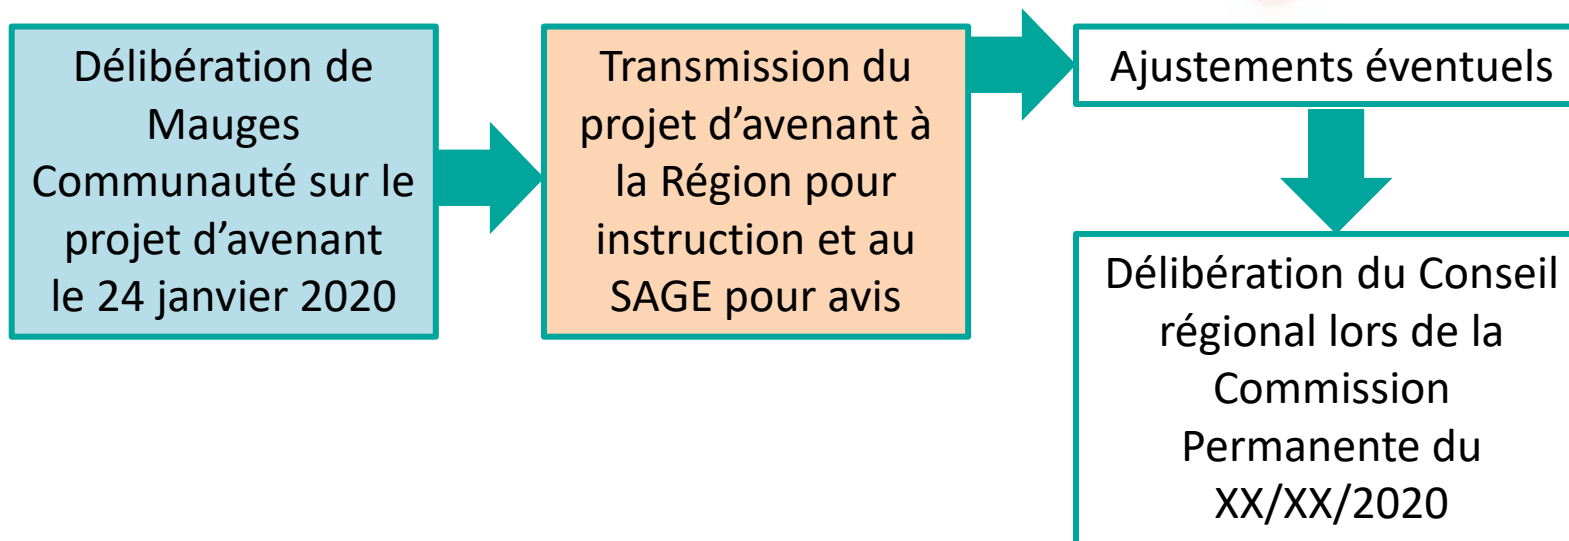 Délibération de
Mauges
Communauté sur le
projet d’avenant
le 24 janvier 2020
Transmission du
projet d’avenant à
la Région pour
instruction et au
SAGE pour avis
Ajustements éventuels
Délibération du Conseil
régional lors de la
Commission
Permanente du
XX/XX/2020